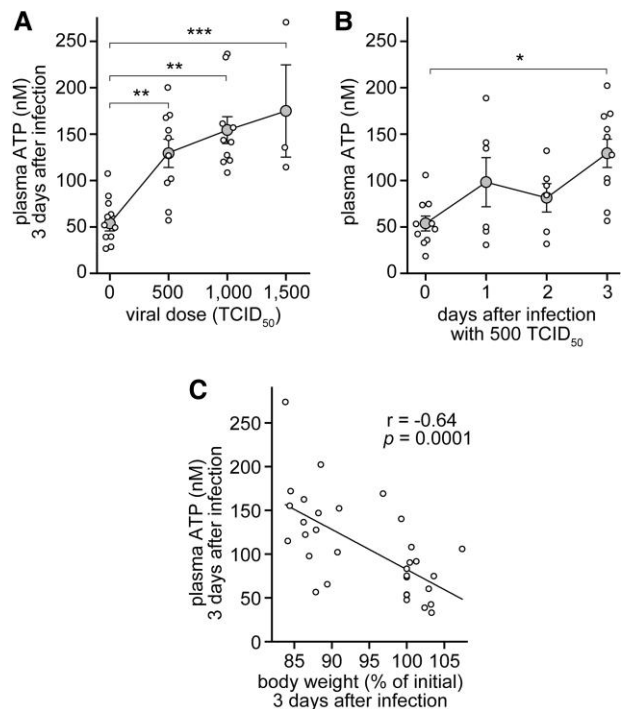 A
plasma ATP (nM)
3 days after infection
250
200
150
100
50
0
***
**
**
0 500 1,000 1,500
viral dose (TCID50)
B
plasma ATP (nM)
250
200
150
100
50
0
*
0 1 2 3
days after infection
with 500 TCID50
C
plasma ATP (nM)
3 days after infection
250
200
150
100
50
0
r = -0.64
p = 0.0001
85 90 95 100 105
body weight (% of initial)
3 days after infection